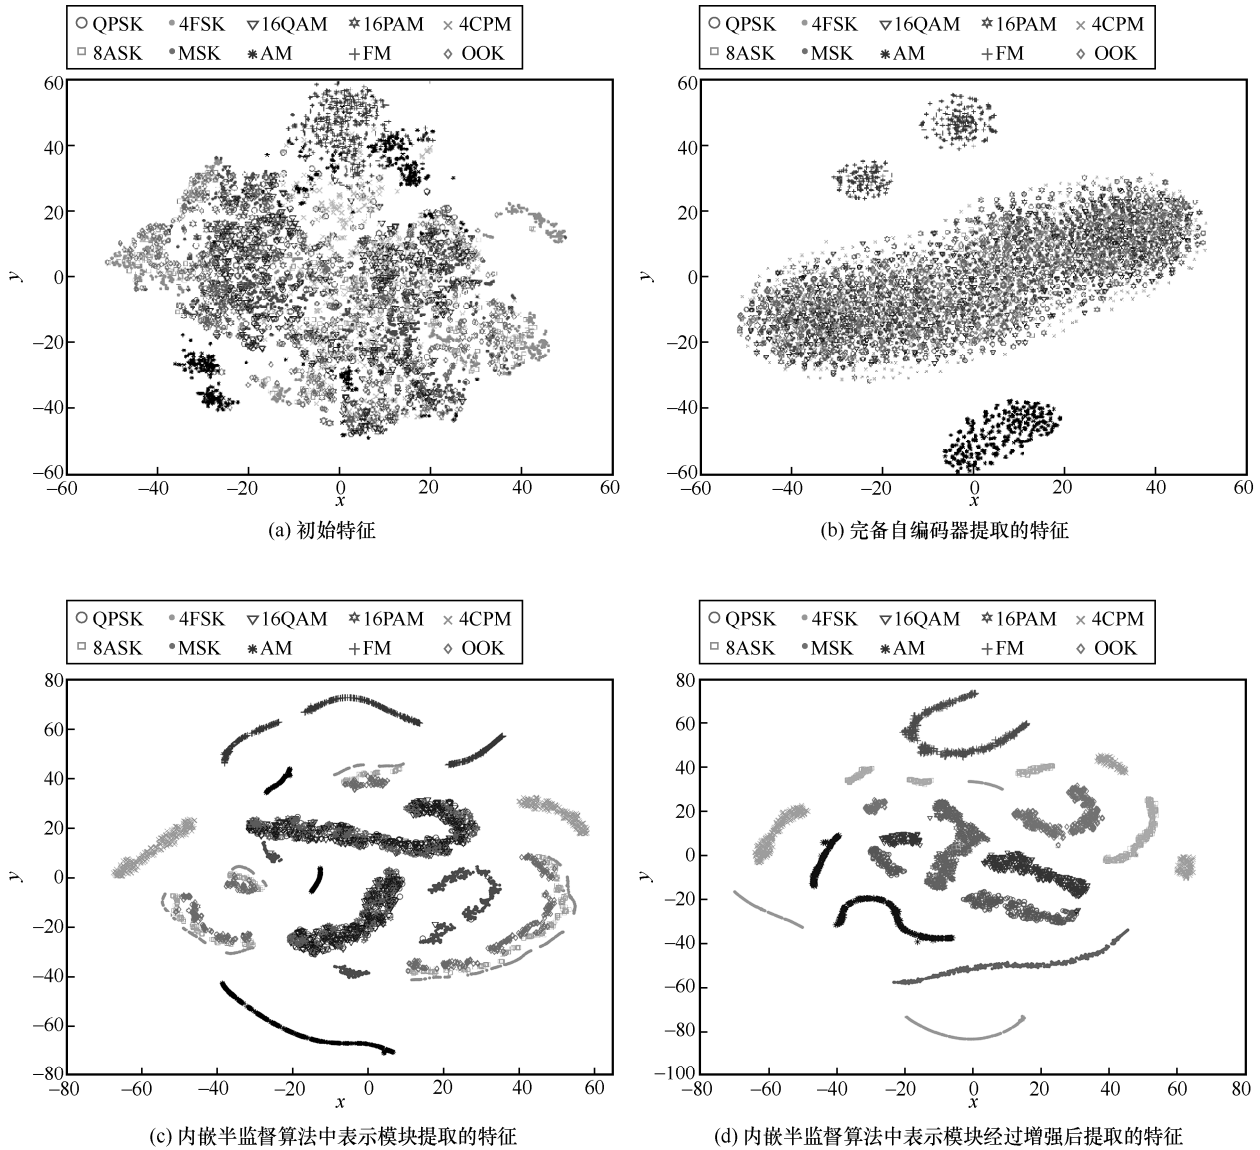 QPSK 4FSK 16QAM 16PAM 4CPM
8ASK MSK AM FM OOK
60
40
20
0
−20
−40
−60
y
−60 −40 −20 0 20 40 60
x
(a) 初始特征
QPSK 4FSK 16QAM 16PAM 4CPM
8ASK MSK AM FM OOK
60
40
20
0
−20
−40
−60
y
−60 −40 −20 0 20 40 60
x
(b) 完备自编码器提取的特征
QPSK 4FSK 16QAM 16PAM 4CPM
8ASK MSK AM FM OOK
80
60
40
20
0
−20
−40
−60
−80
y
−80 −60 −40 −20 0 20 40 60
x
(c) 内嵌半监督算法中表示模块提取的特征
QPSK 4FSK 16QAM 16PAM 4CPM
8ASK MSK AM FM OOK
80
60
40
20
0
−20
−40
−60
−80
−100
y
−80 −60 −40 −20 0 20 40 60 80
x
(d) 内嵌半监督算法中表示模块经过增强后提取的特征